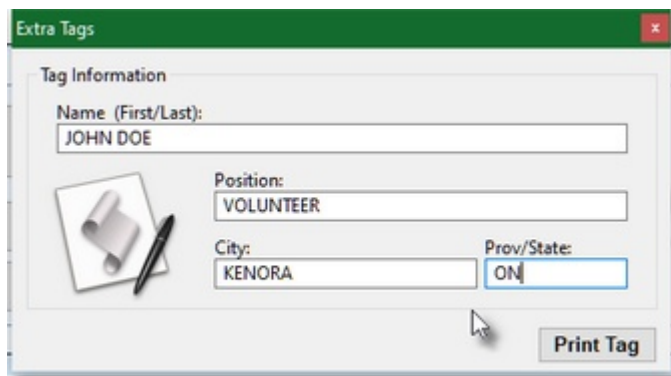 Extra Tags
x
Tag Information
Name (First/Last):
JOHN DOE
Position:
VOLUNTEER
City:
Prov/State:
KENORA
ON
Print Tag